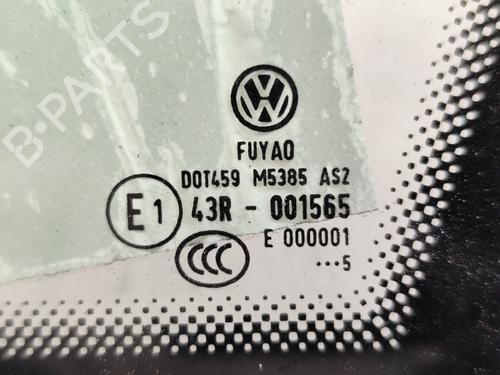 B-PARTS
FUYAO
DOT459 M5385 AS2
E1 43R - 001565
E 000001
CCC ···5